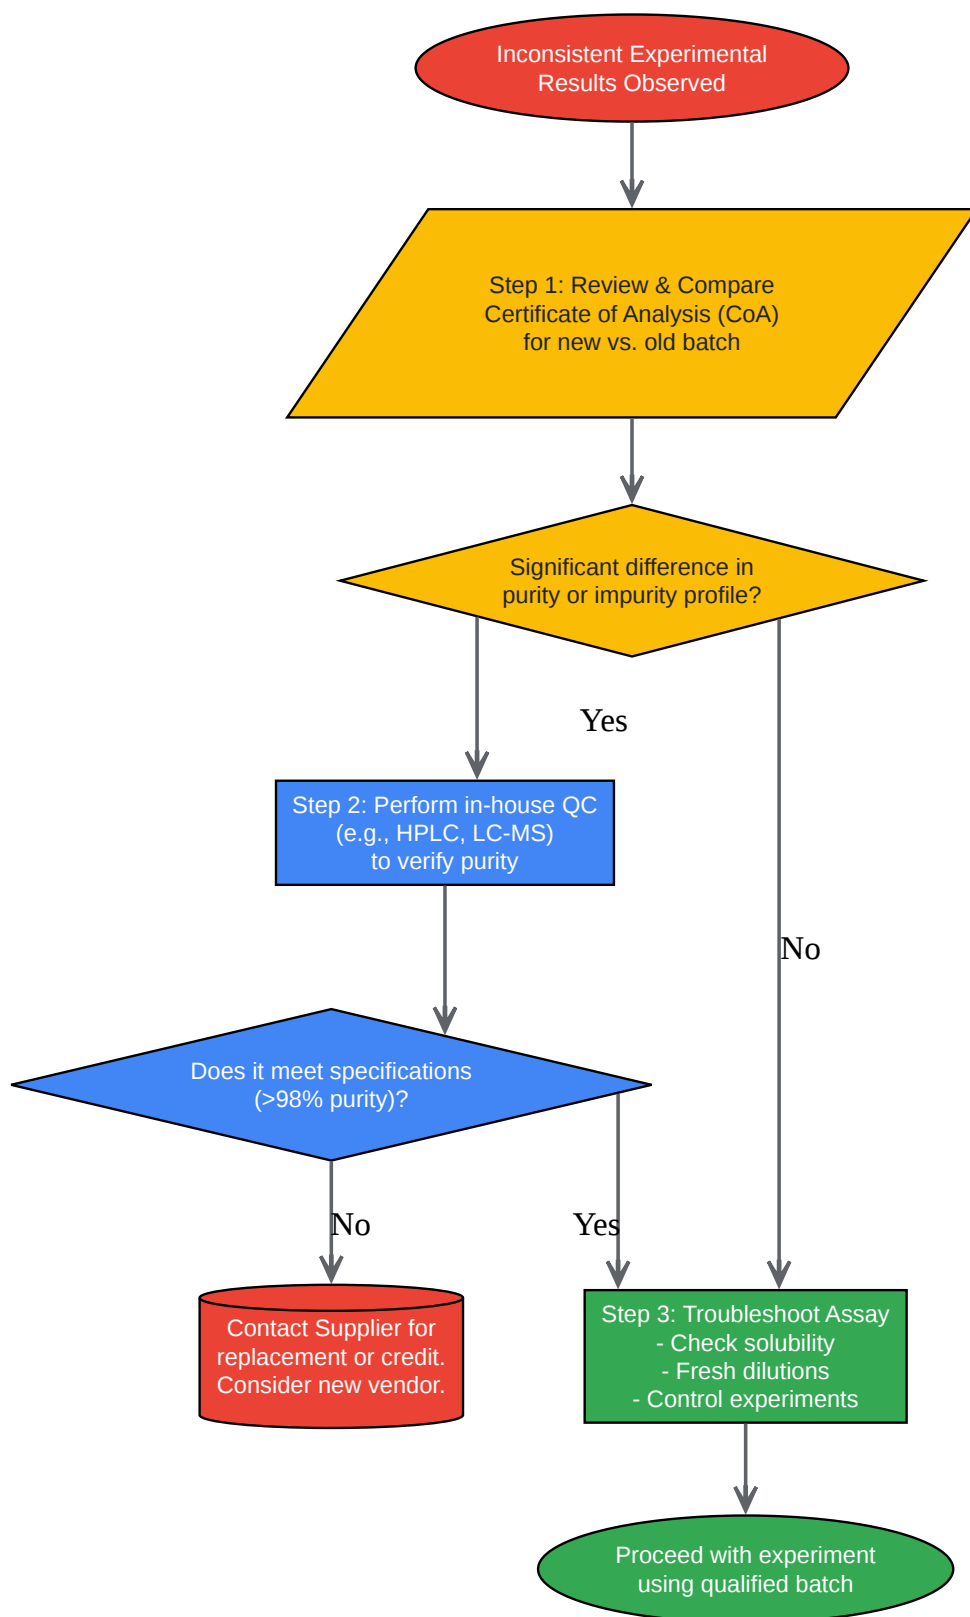 Inconsistent Experimental
Results Observed
Step 1: Review & Compare
Certificate of Analysis (CoA)
for new vs. old batch
Significant difference in
purity or impurity profile?
Yes
Step 2: Perform in-house QC
(e.g., HPLC, LC-MS)
to verify purity
No
Does it meet specifications
(>98% purity)?
No
Yes
Contact Supplier for
replacement or credit.
Consider new vendor.
Step 3: Troubleshoot Assay
- Check solubility
- Fresh dilutions
- Control experiments
Proceed with experiment
using qualified batch